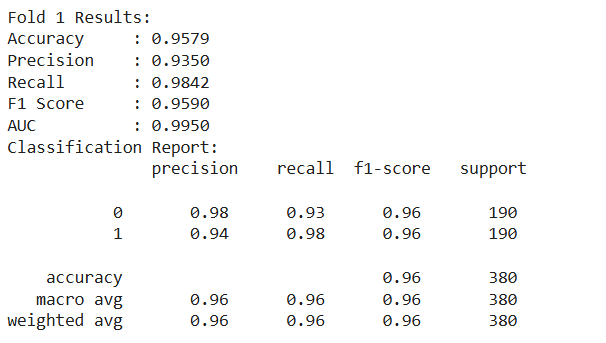 Fold 1 Results:
Accuracy     : 0.9579
Precision    : 0.9350
Recall       : 0.9842
F1 Score     : 0.9590
AUC          : 0.9950
Classification Report:
              precision    recall  f1-score   support

           0       0.98      0.93      0.96       190
           1       0.94      0.98      0.96       190

    accuracy                           0.96       380
   macro avg       0.96      0.96      0.96       380
weighted avg       0.96      0.96      0.96       380